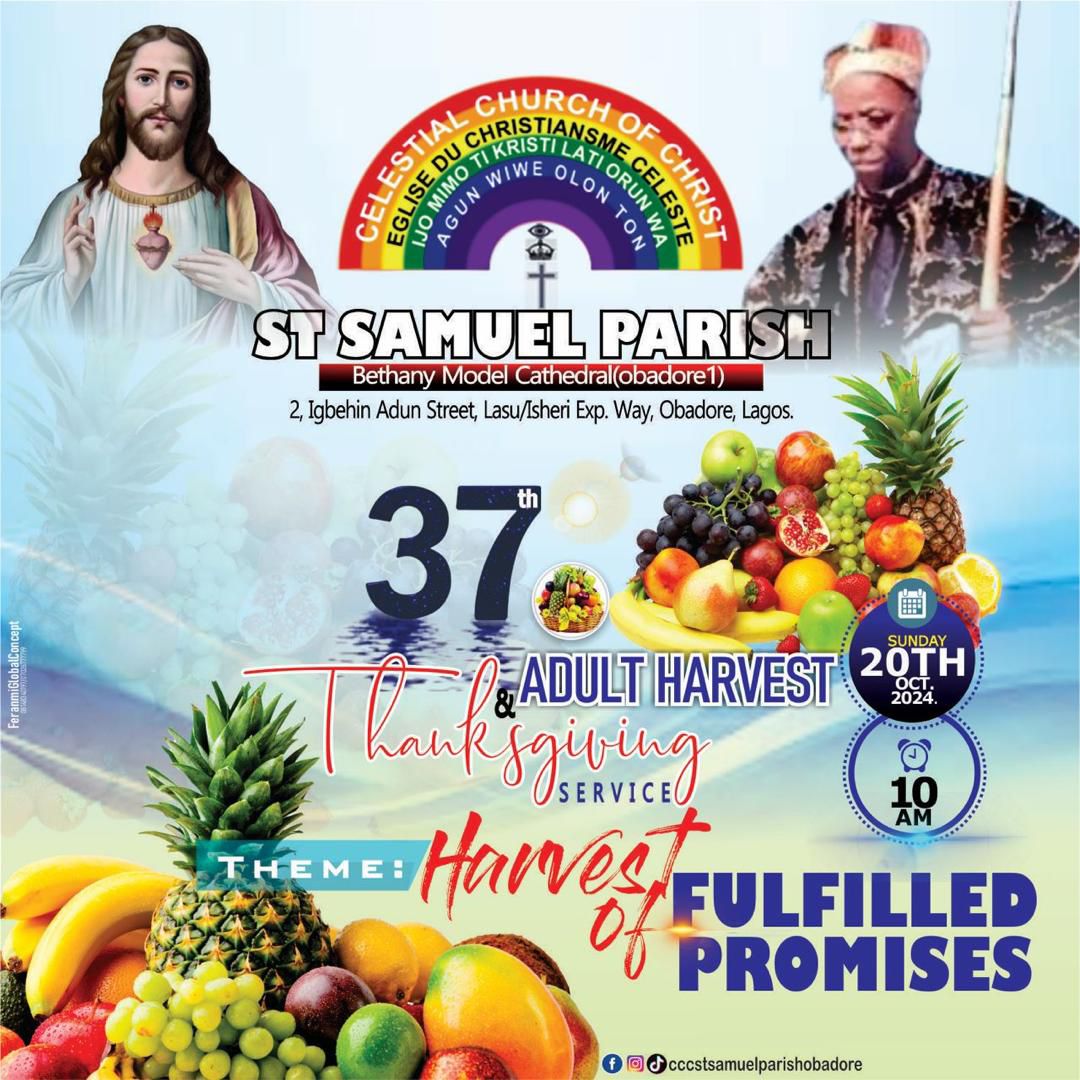 CELESTIAL CHURCH OF CHRIST
EGLISE DU CHRISTIANSME CELESTE
IJO MIMO TI KRISTI LATI ORUN WA
AGUN WIWE OLON TON
ST SAMUEL PARISH
Bethany Model Cathedral(obadore1)
2, Igbehin Adun Street, Lasu/Isheri Exp. Way, Obadore, Lagos.
37th
ADULT HARVEST
& Thanksgiving
SERVICE
SUNDAY
20TH
OCT.
2024.
10
AM
THEME: Harvest
of FULFILLED
PROMISES
FeranmiGlobalConcept
cccstsamuelparishobadore